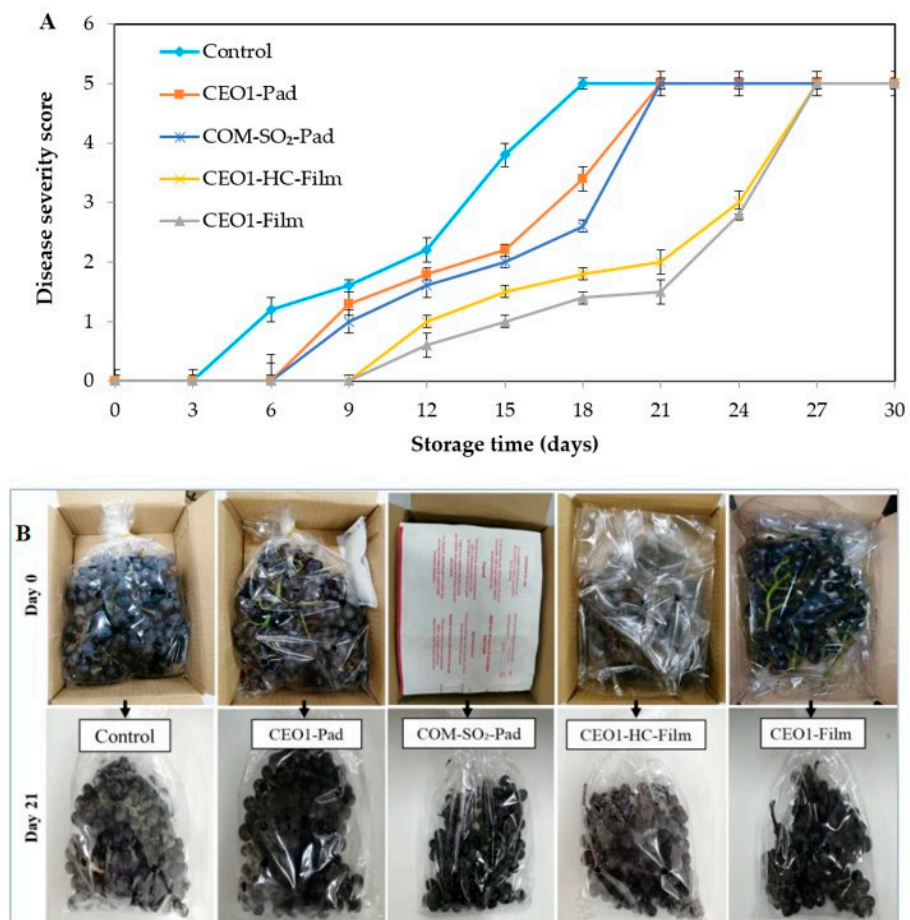 A
6
5
4
3
2
1
0
Disease severity score
Control
CEO1-Pad
COM-SO₂-Pad
CEO1-HC-Film
CEO1-Film
0 3 6 9 12 15 18 21 24 27 30
Storage time (days)
B
Day 0
Control
CEO1-Pad
COM-SO₂-Pad
CEO1-HC-Film
CEO1-Film
Day 21